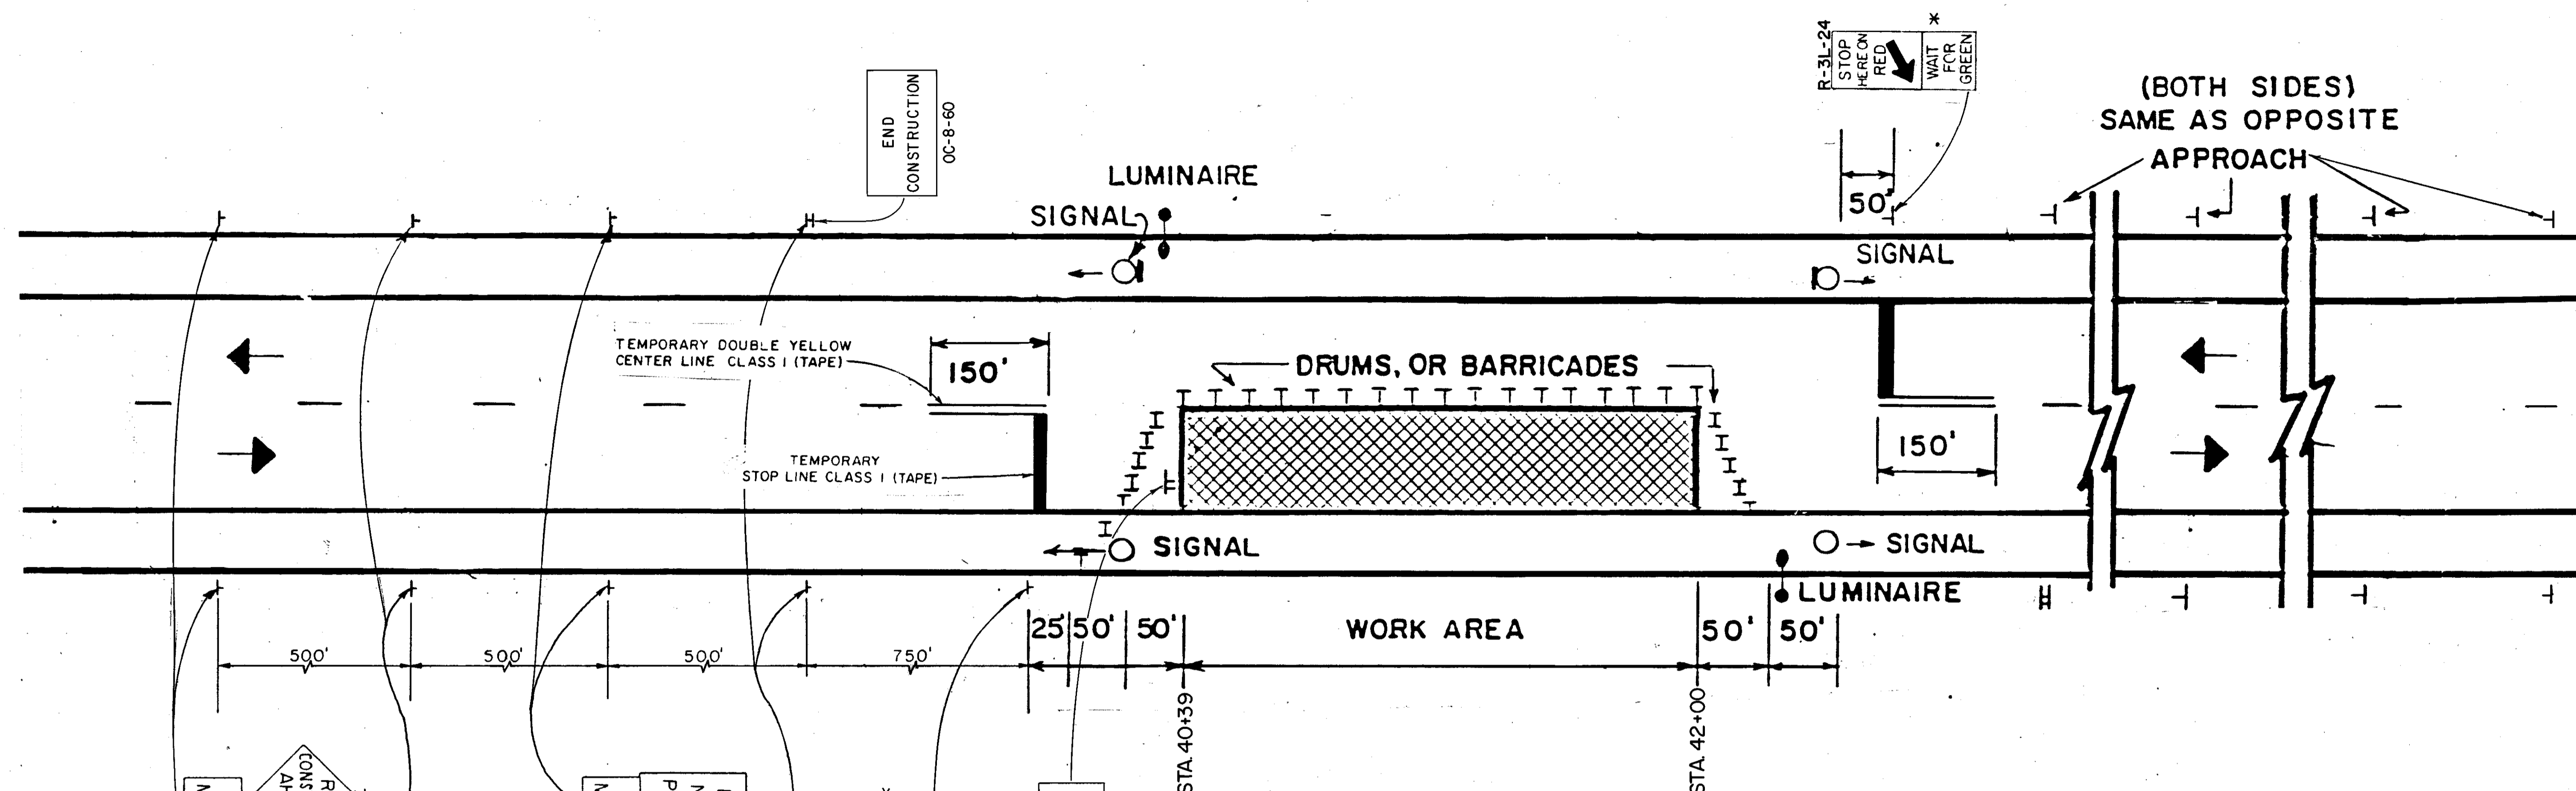 R-3L-24
STOP
HERE ON
RED
WAIT
FOR
GREEN
*
END
CONSTRUCTION
OC-8-60
(BOTH SIDES)
SAME AS OPPOSITE
APPROACH
LUMINAIRE
SIGNAL
50'
SIGNAL
TEMPORARY DOUBLE YELLOW
CENTER LINE CLASS I (TAPE)
150'
DRUMS, OR BARRICADES
150'
TEMPORARY
STOP LINE CLASS I (TAPE)
SIGNAL
SIGNAL
LUMINAIRE
500'
500'
500'
750'
25'
50'
50'
WORK AREA
50'
50'
STA. 40+39
STA. 42+00